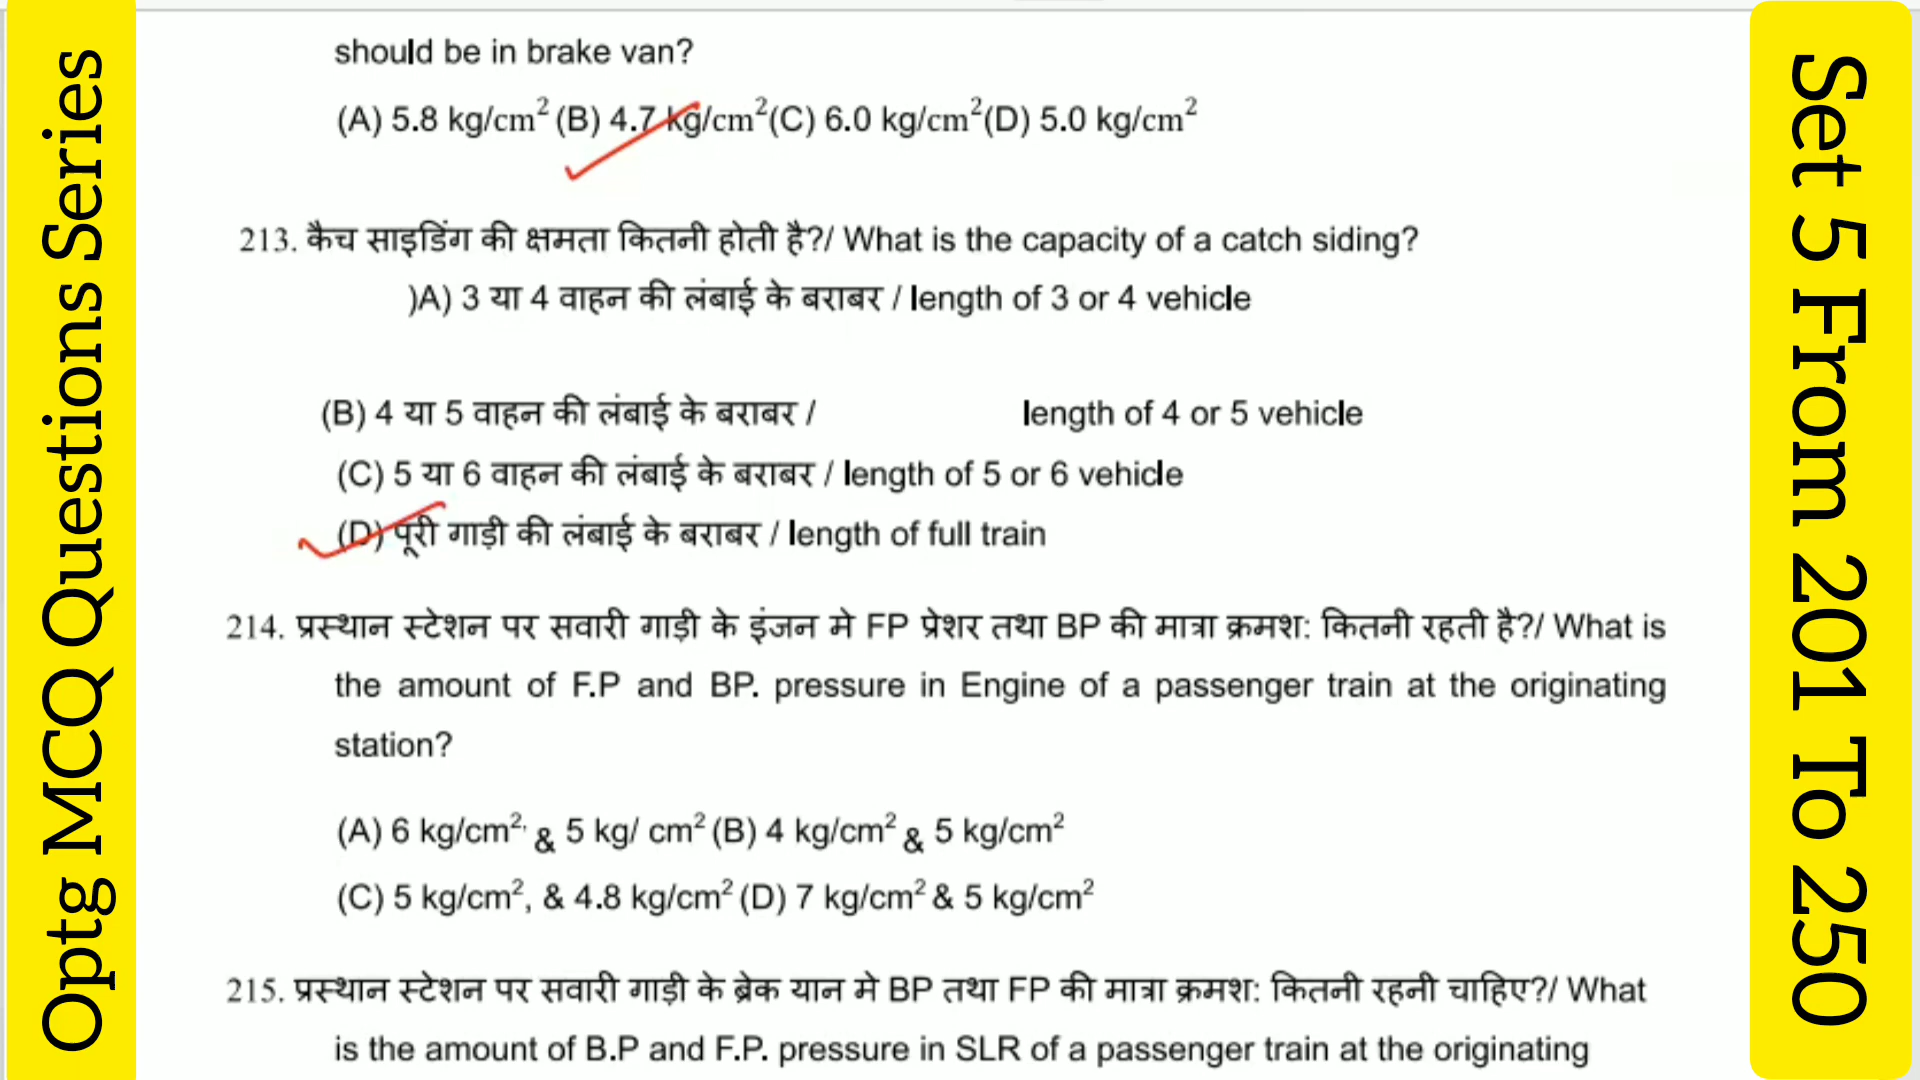 Optg MCQ Questions Series
should be in brake van?
(A) 5.8 kg/cm² (B) 4.7 kg/cm²(C) 6.0 kg/cm²(D) 5.0 kg/cm²
213. कैच साइडिंग की क्षमता कितनी होती है?/ What is the capacity of a catch siding?
)A) 3 या 4 वाहन की लंबाई के बराबर / length of 3 or 4 vehicle
(B) 4 या 5 वाहन की लंबाई के बराबर / length of 4 or 5 vehicle
(C) 5 या 6 वाहन की लंबाई के बराबर / length of 5 or 6 vehicle
(D) पूरी गाड़ी की लंबाई के बराबर / length of full train
214. प्रस्थान स्टेशन पर सवारी गाड़ी के इंजन मे FP प्रेशर तथा BP की मात्रा क्रमश: कितनी रहती है?/ What is
the amount of F.P and BP. pressure in Engine of a passenger train at the originating
station?
(A) 6 kg/cm²· & 5 kg/ cm² (B) 4 kg/cm² & 5 kg/cm²
(C) 5 kg/cm², & 4.8 kg/cm² (D) 7 kg/cm² & 5 kg/cm²
215. प्रस्थान स्टेशन पर सवारी गाड़ी के ब्रेक यान मे BP तथा FP की मात्रा क्रमश: कितनी रहनी चाहिए?/ What
is the amount of B.P and F.P. pressure in SLR of a passenger train at the originating
Set 5 From 201 To 250